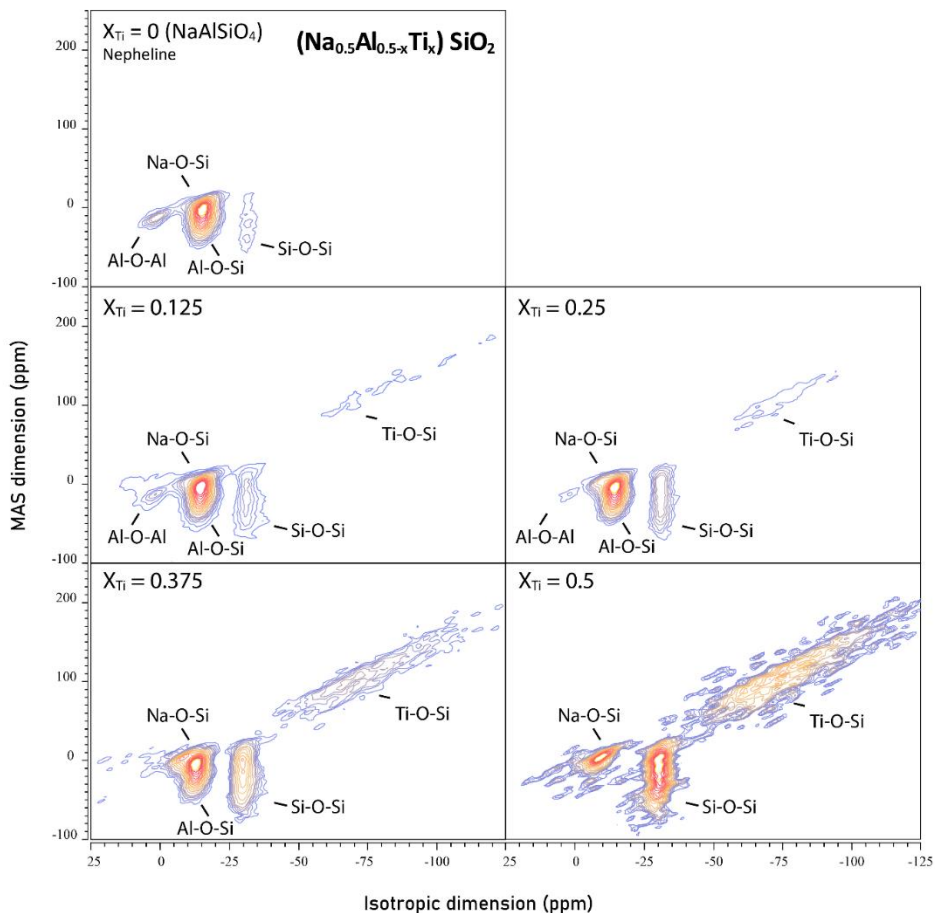 X_Ti = 0 (NaAlSiO₄)
Nepheline
(Na₀.₅Al₀.₅₋ₓTiₓ) SiO₂
200
100
0
-100
Na-O-Si
Al-O-Al
Al-O-Si
Si-O-Si
X_Ti = 0.125
200
100
0
-100
Na-O-Si
Al-O-Al
Al-O-Si
Si-O-Si
Ti-O-Si
X_Ti = 0.25
Na-O-Si
Al-O-Al
Al-O-Si
Si-O-Si
Ti-O-Si
MAS dimension (ppm)
X_Ti = 0.375
200
100
0
-100
Na-O-Si
Al-O-Si
Si-O-Si
Ti-O-Si
X_Ti = 0.5
Na-O-Si
Si-O-Si
Ti-O-Si
25 0 -25 -50 -75 -100 25 0 -25 -50 -75 -100 -125
Isotropic dimension (ppm)